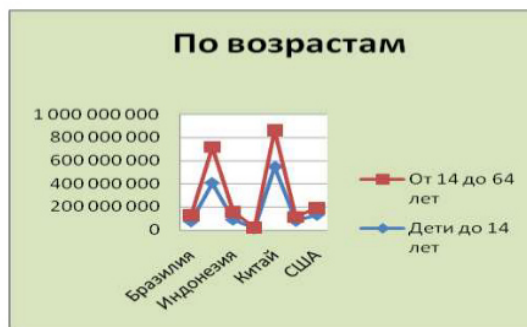 По возрастам
1 000 000 000
800 000 000
600 000 000
400 000 000
200 000 000
0
Бразилия
Индонезия
Китай
США
От 14 до 64
лет
Дети до 14
лет